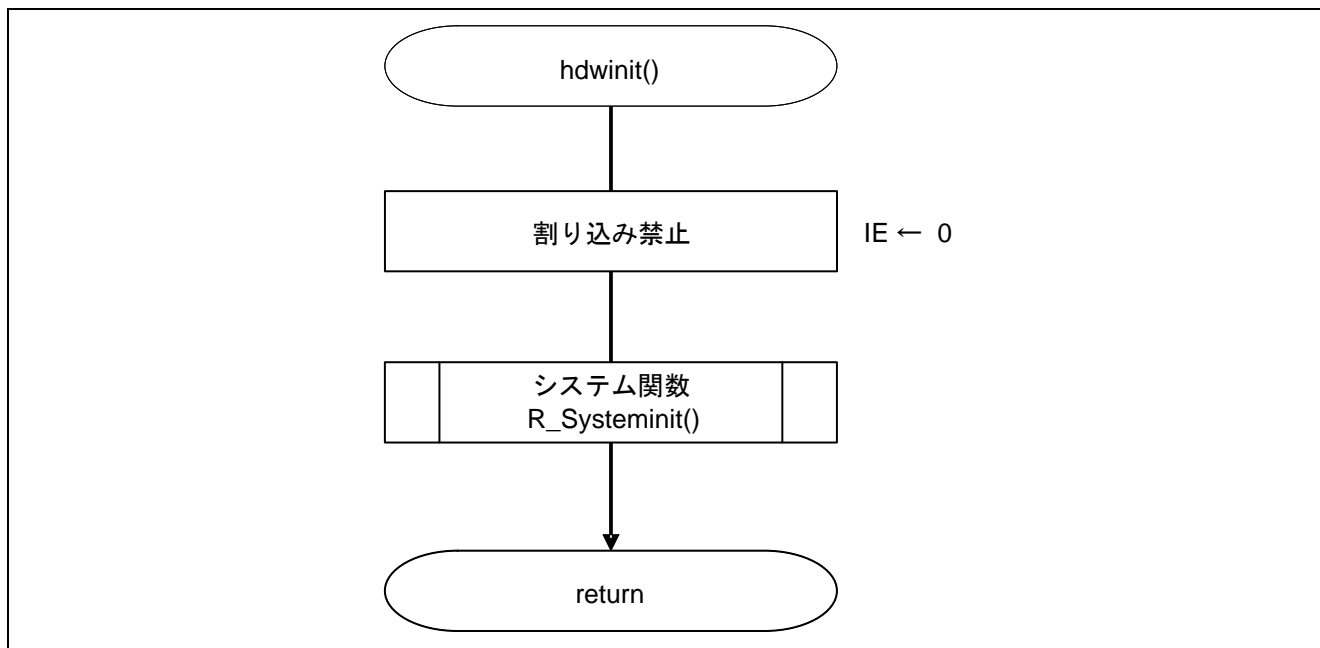 hdwinit()
割り込み禁止
IE ← 0
システム関数
R_Systeminit()
return